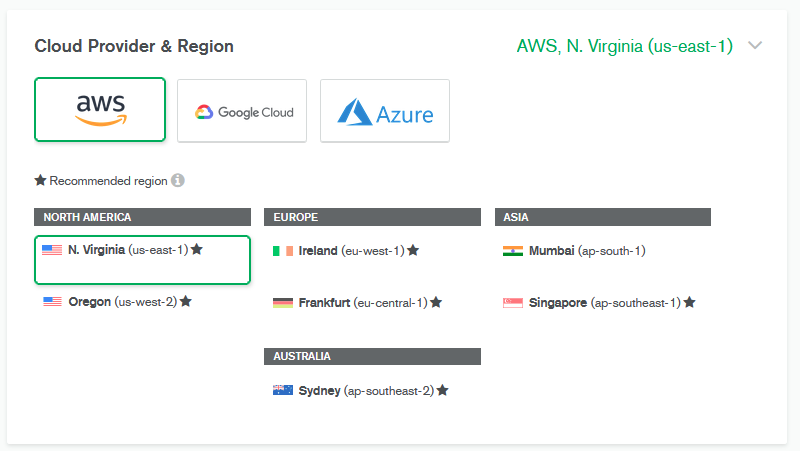 Cloud Provider & Region
AWS, N. Virginia (us-east-1)
aws
Google Cloud
Azure
★ Recommended region i
NORTH AMERICA
N. Virginia (us-east-1) ★
Oregon (us-west-2) ★
EUROPE
Ireland (eu-west-1) ★
Frankfurt (eu-central-1) ★
AUSTRALIA
Sydney (ap-southeast-2) ★
ASIA
Mumbai (ap-south-1)
Singapore (ap-southeast-1) ★